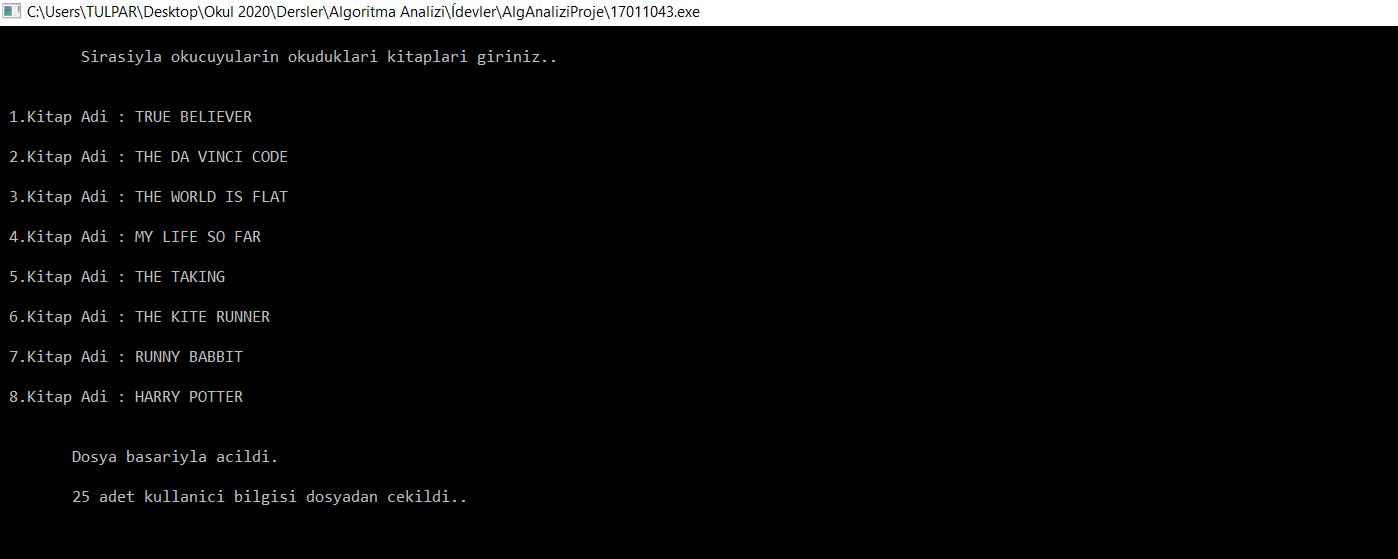 C:\Users\TULPAR\Desktop\Okul 2020\Dersler\Algoritma Analizi\Ídevler\AlgAnaliziProje\17011043.exe
Sirasiyla okucuyularin okuduklari kitaplari giriniz..
1.Kitap Adi : TRUE BELIEVER
2.Kitap Adi : THE DA VINCI CODE
3.Kitap Adi : THE WORLD IS FLAT
4.Kitap Adi : MY LIFE SO FAR
5.Kitap Adi : THE TAKING
6.Kitap Adi : THE KITE RUNNER
7.Kitap Adi : RUNNY BABBIT
8.Kitap Adi : HARRY POTTER
Dosya basariyla acildi.
25 adet kullanici bilgisi dosyadan cekildi..